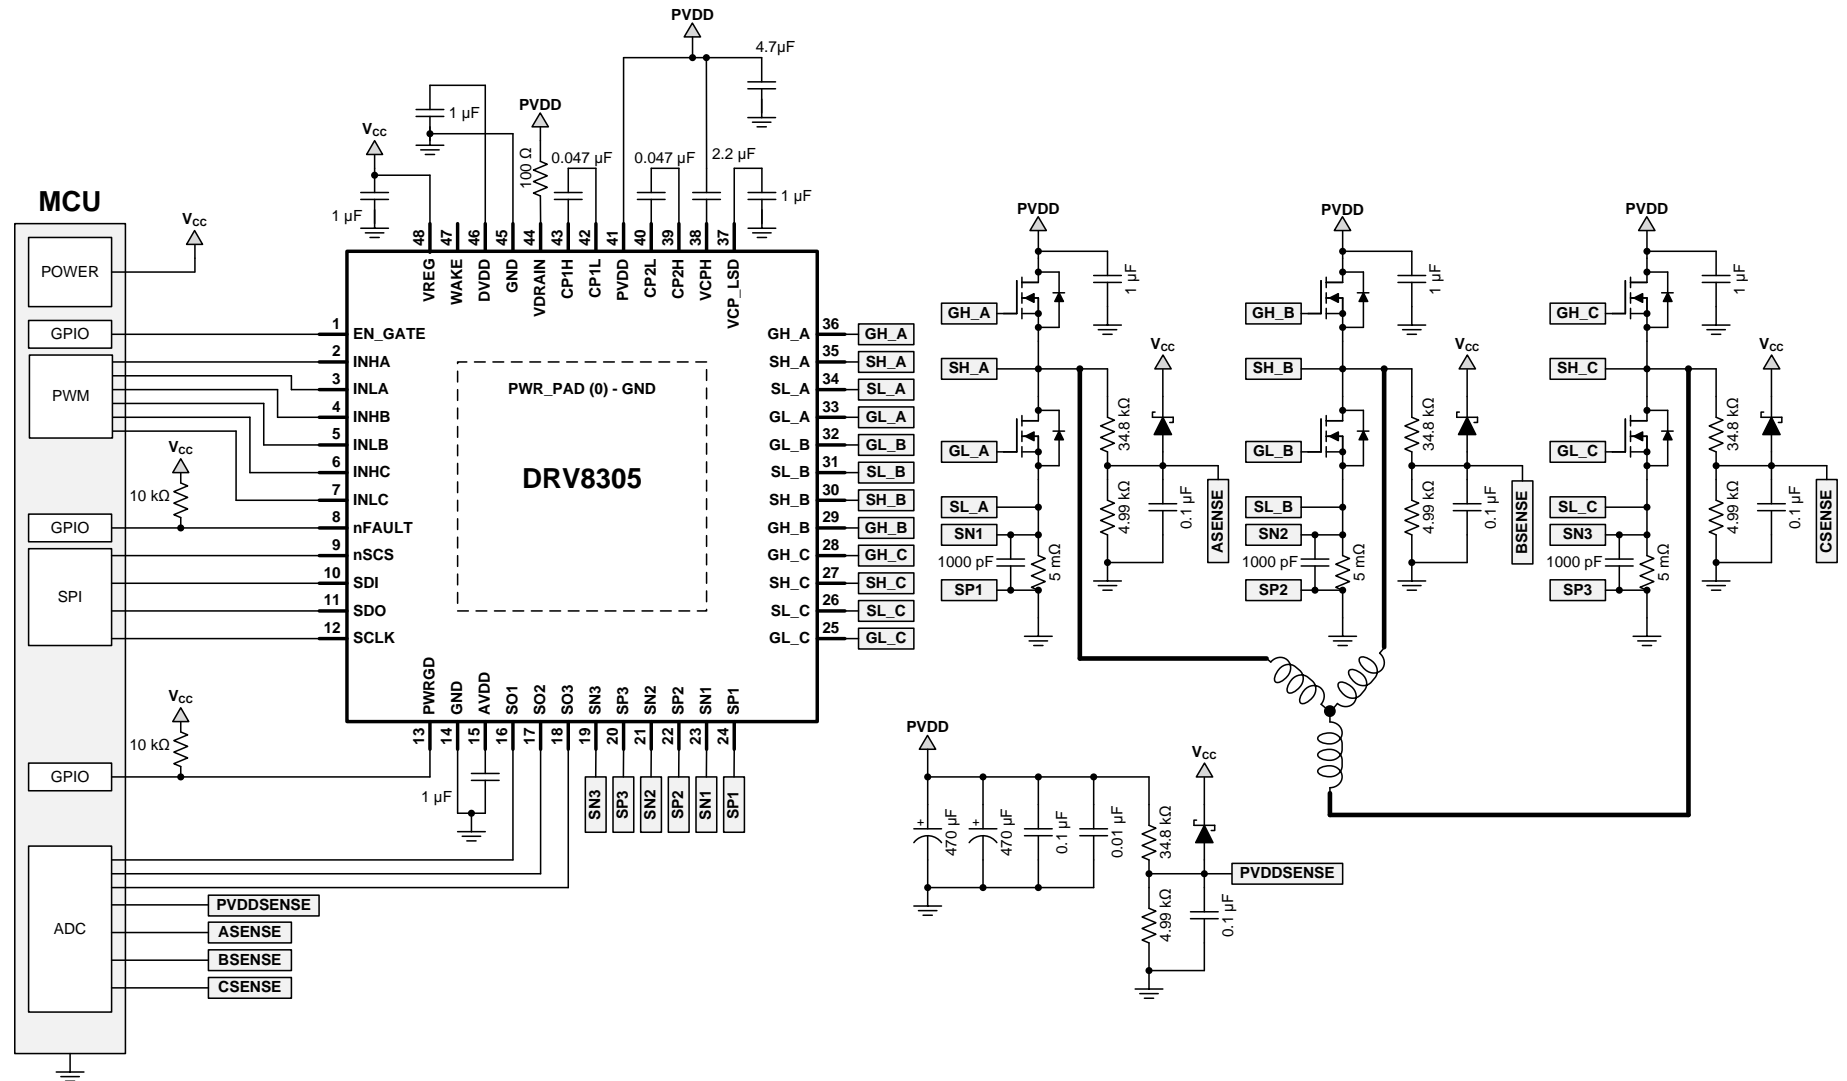 PVDD
4.7µF
1 µF
PVDD
VCC
100 Ω
0.047 µF
0.047 µF
2.2 µF
1 µF
1 µF
MCU
POWER
VCC
GPIO
PWM
VCC
10 kΩ
GPIO
SPI
VCC
10 kΩ
GPIO
ADC
PVDDSENSE
ASENSE
BSENSE
CSENSE
48 VREG
47 WAKE
46 DVDD
45 GND
44 VDRAIN
43 CP1H
42 CP1L
41 PVDD
40 CP2L
39 CP2H
38 VCPH
37 VCP_LSD
1 EN_GATE
2 INHA
3 INLA
4 INHB
5 INLB
6 INHC
7 INLC
8 nFAULT
9 nSCS
10 SDI
11 SDO
12 SCLK
PWR_PAD (0) - GND
DRV8305
GH_A 36 GH_A
SH_A 35 SH_A
SL_A 34 SL_A
GL_A 33 GL_A
GL_B 32 GL_B
SL_B 31 SL_B
SH_B 30 SH_B
GH_B 29 GH_B
GH_C 28 GH_C
SH_C 27 SH_C
SL_C 26 SL_C
GL_C 25 GL_C
PWRGD 13
GND 14
AVDD 15
SO1 16
SO2 17
SO3 18
SN3 19 SN3
SP3 20 SP3
SN2 21 SN2
SP2 22 SP2
SN1 23 SN1
SP1 24 SP1
1 µF
PVDD
1 µF
GH_A
VCC
SH_A
34.8 kΩ
GL_A
4.99 kΩ
0.1 µF
ASENSE
SL_A
SN1
1000 pF
5 mΩ
SP1
PVDD
1 µF
GH_B
VCC
SH_B
34.8 kΩ
GL_B
4.99 kΩ
0.1 µF
BSENSE
SL_B
SN2
1000 pF
5 mΩ
SP2
PVDD
1 µF
GH_C
VCC
SH_C
34.8 kΩ
GL_C
4.99 kΩ
0.1 µF
CSENSE
SL_C
SN3
1000 pF
5 mΩ
SP3
PVDD
+
470 µF
+
470 µF
0.1 µF
0.01 µF
34.8 kΩ
VCC
PVDDSENSE
4.99 kΩ
0.1 µF